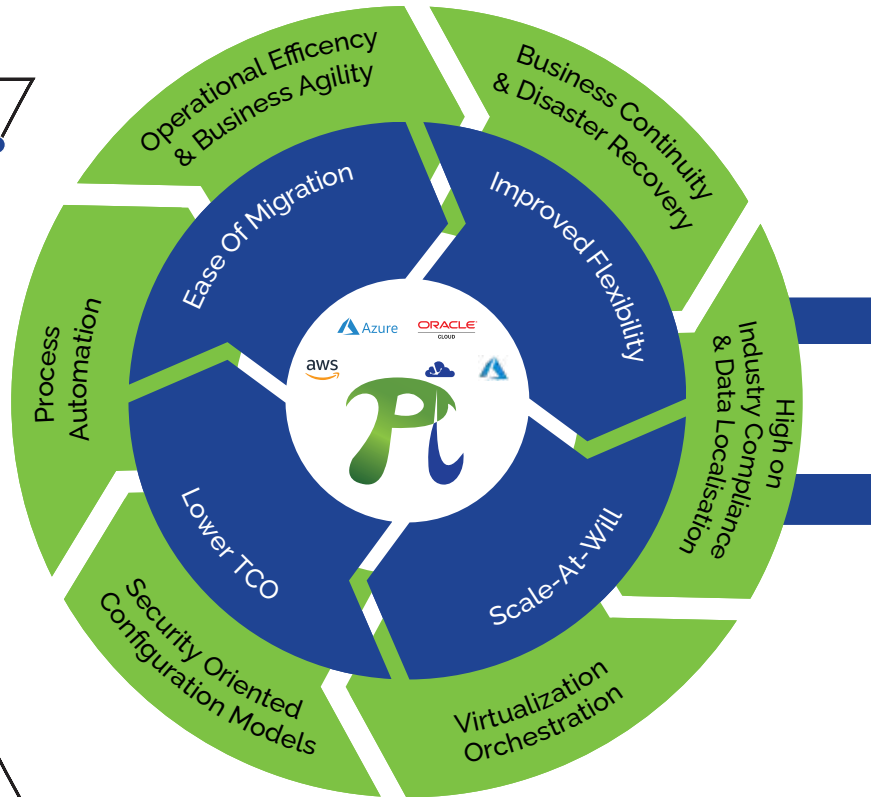 Operational Efficency
& Business Agility
Business Continuity
& Disaster Recovery
High on
Industry Compliance
& Data Localisation
Virtualization
Orchestration
Security Oriented
Configuration Models
Process
Automation
Ease Of Migration
Improved Flexibility
Scale-At-Will
Lower TCO
Azure
ORACLE
CLOUD
aws
Pi